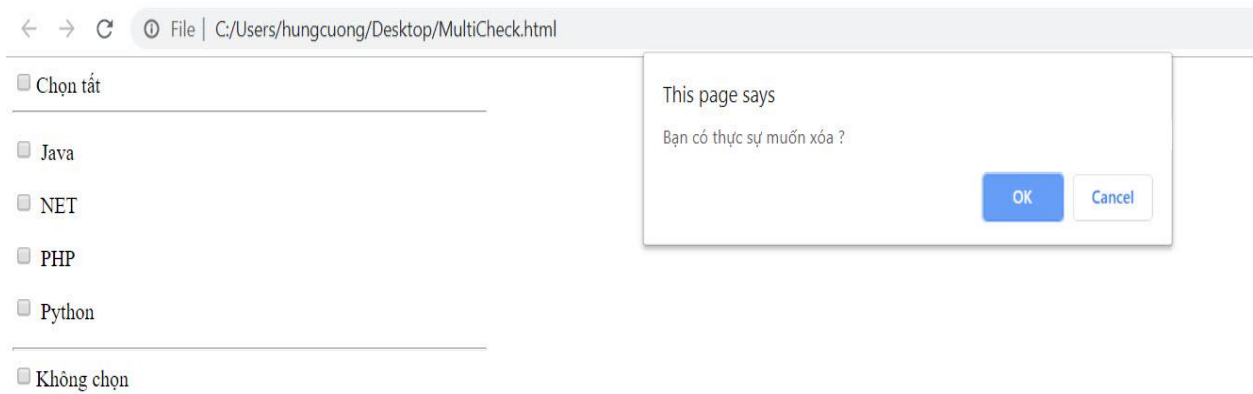 File | C:/Users/hungcuong/Desktop/MultiCheck.html
Chọn tất
Java
NET
PHP
Python
Không chọn
This page says
Bạn có thực sự muốn xóa ?
OK Cancel